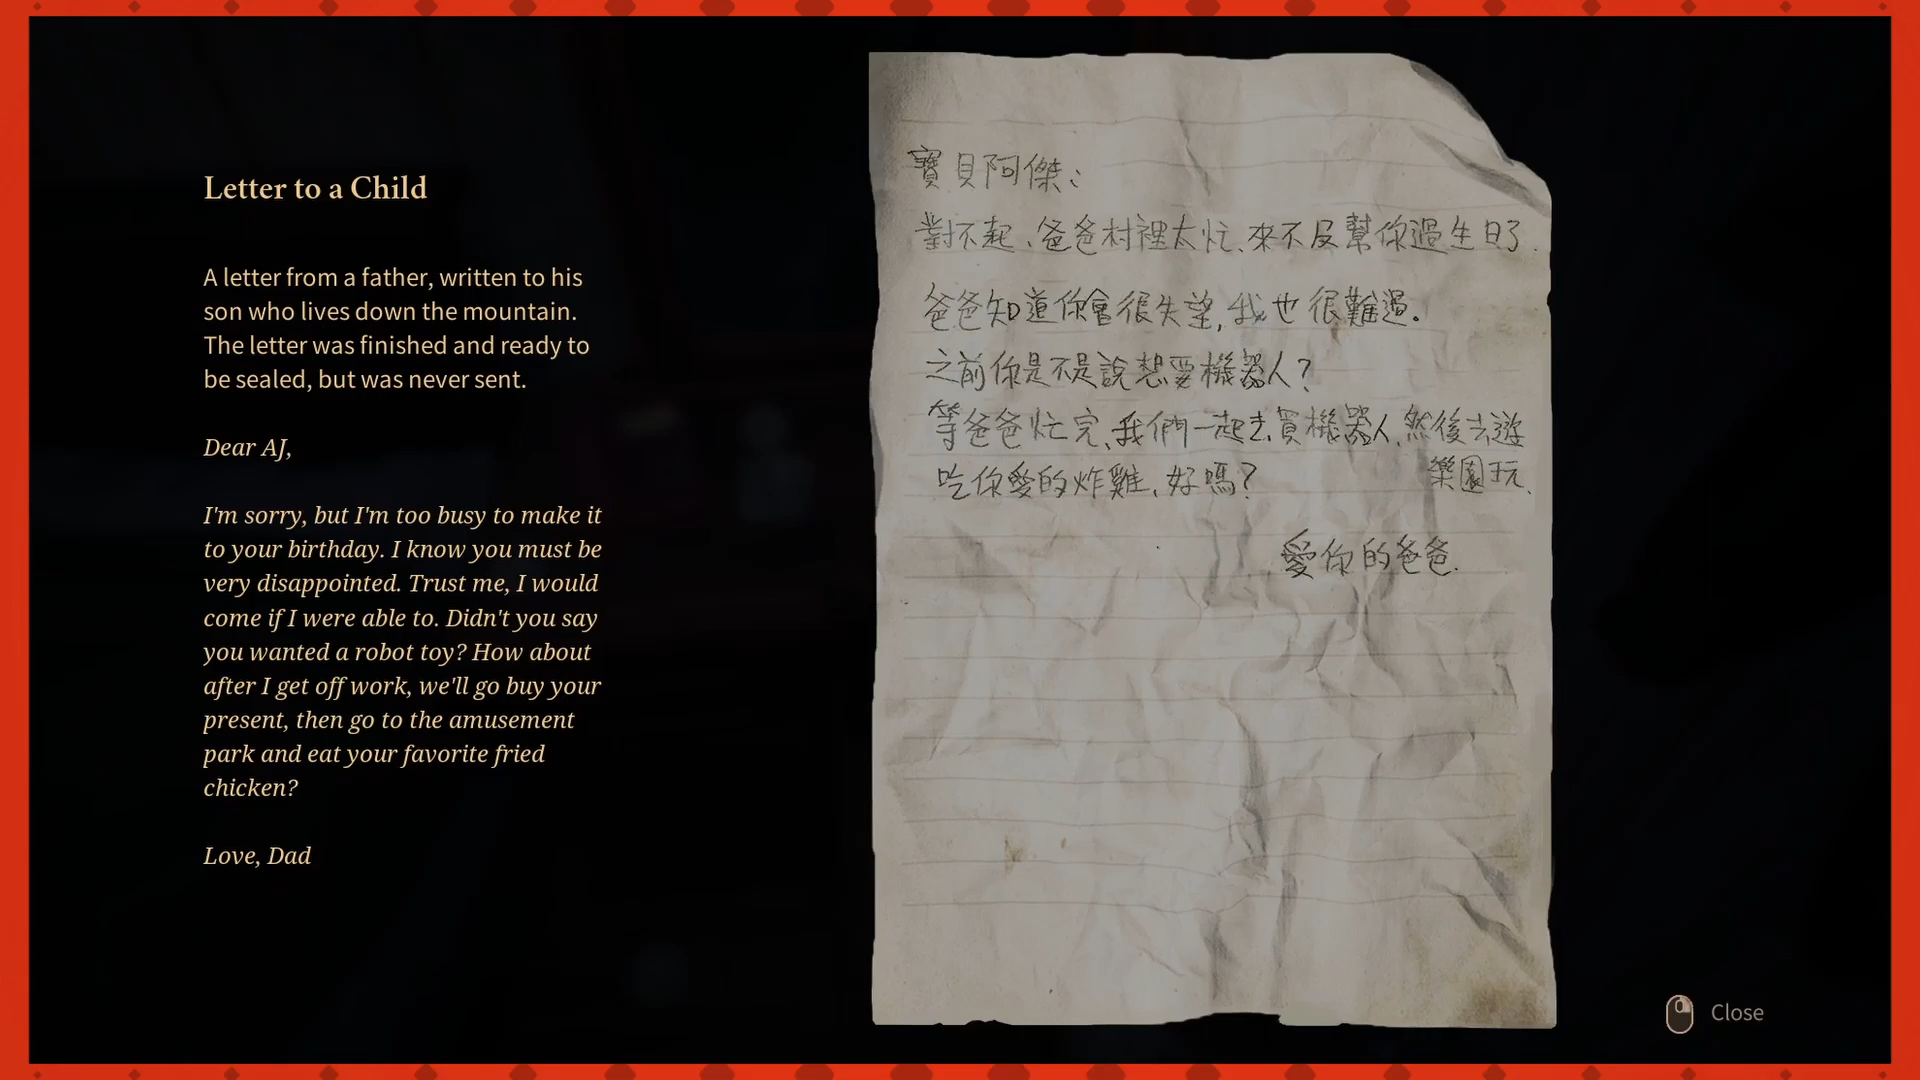 Letter to a Child
A letter from a father, written to his
son who lives down the mountain.
The letter was finished and ready to
be sealed, but was never sent.
Dear AJ,
I'm sorry, but I'm too busy to make it
to your birthday. I know you must be
very disappointed. Trust me, I would
come if I were able to. Didn't you say
you wanted a robot toy? How about
after I get off work, we'll go buy your
present, then go to the amusement
park and eat your favorite fried
chicken?
Love, Dad
寶貝阿傑:
對不起、爸爸村裡太忙、來不及幫你過生日了.
爸爸知道你會很失望,我也很難過。
之前你是不是說想要機器人?
等爸爸忙完、我們一起去買機器人、然後去遊
樂園玩、
吃你愛的炸雞、好嗎?
愛你的爸爸.
Close